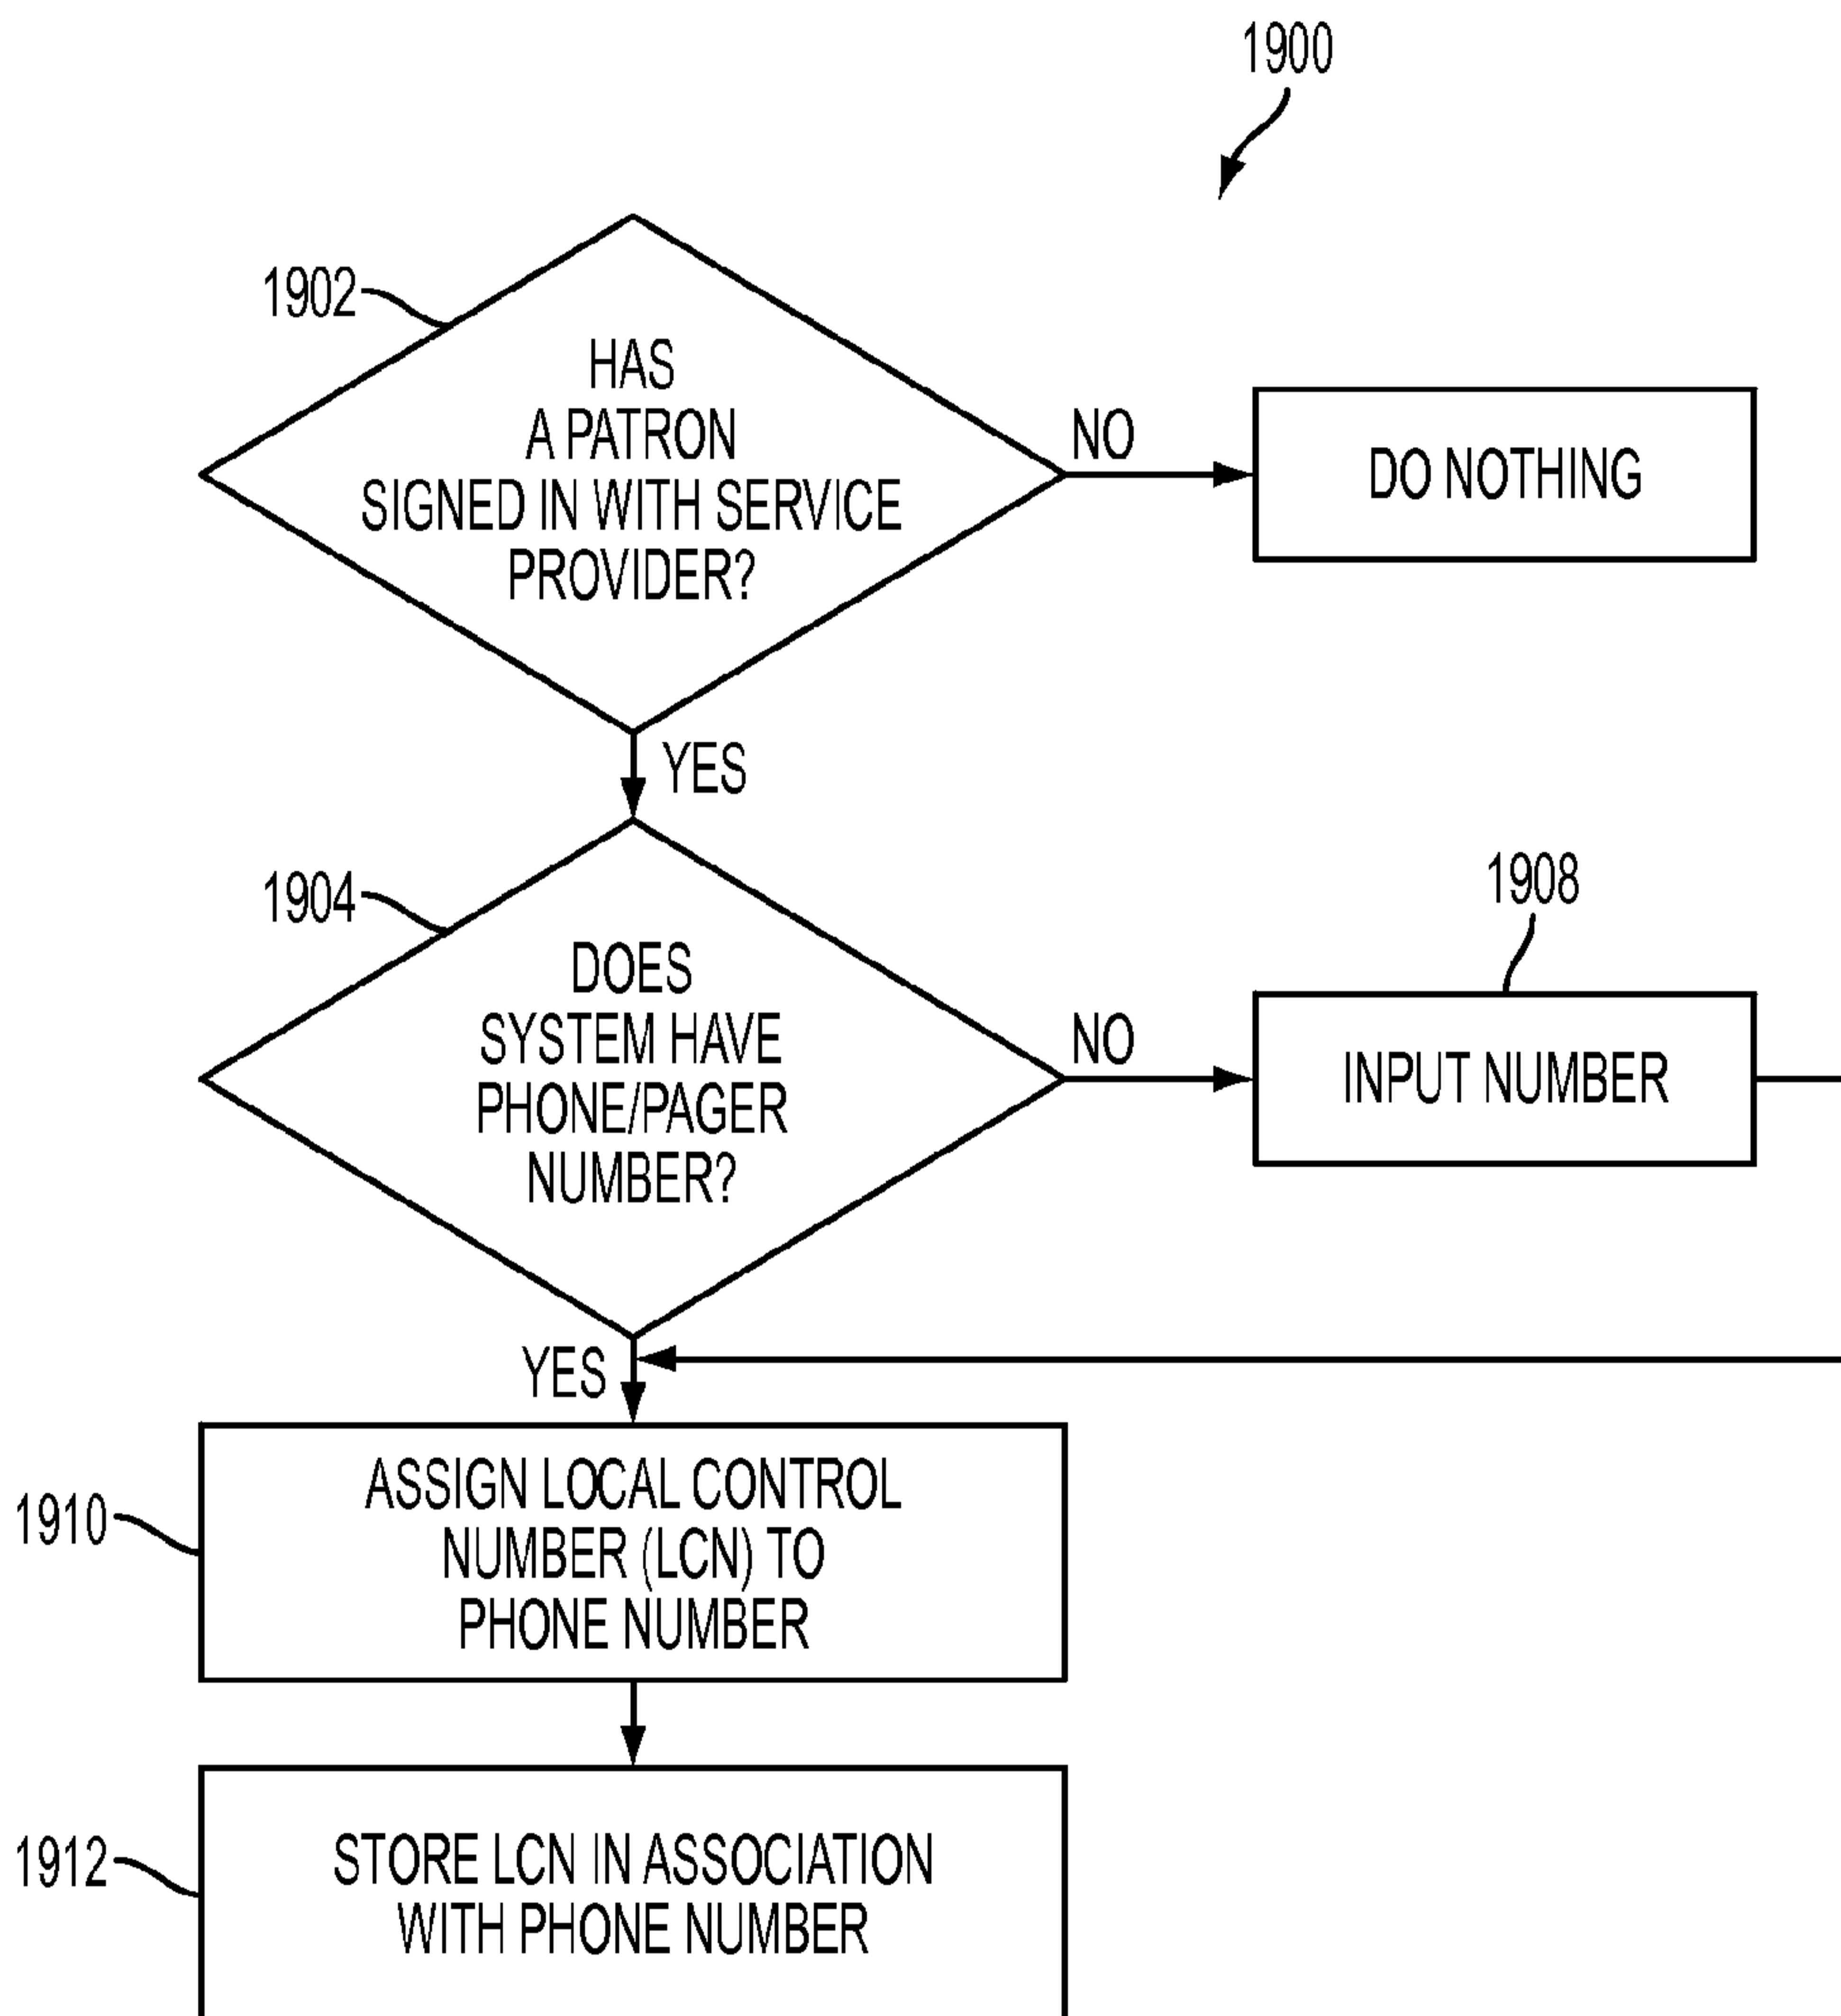 1900
1902
HAS
A PATRON
SIGNED IN WITH SERVICE
PROVIDER?
NO
DO NOTHING
YES
1904
DOES
SYSTEM HAVE
PHONE/PAGER
NUMBER?
NO
1908
INPUT NUMBER
YES
1910
ASSIGN LOCAL CONTROL
NUMBER (LCN) TO
PHONE NUMBER
1912
STORE LCN IN ASSOCIATION
WITH PHONE NUMBER